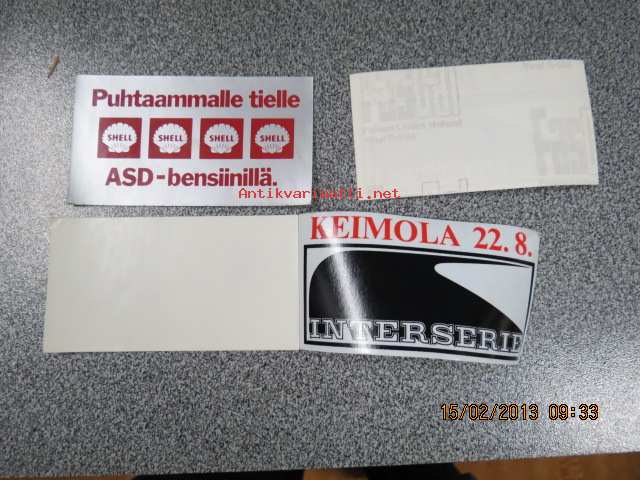 Puhtaammalle tielle
SHELL SHELL SHELL SHELL
ASD-bensiinillä.
Antikvariaatti.net
KEIMOLA 22.8.
INTERSERIE
15/02/2013 09:33